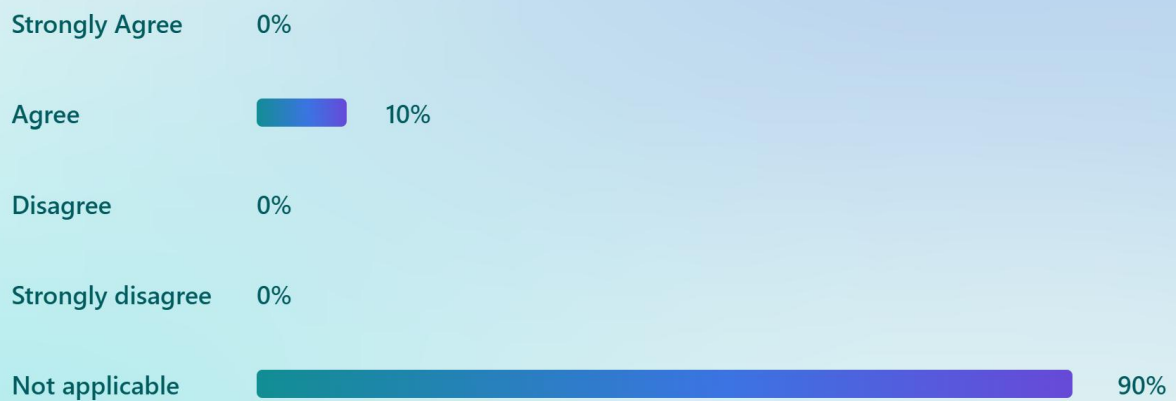 Strongly Agree 0%
Agree 10%
Disagree 0%
Strongly disagree 0%
Not applicable 90%